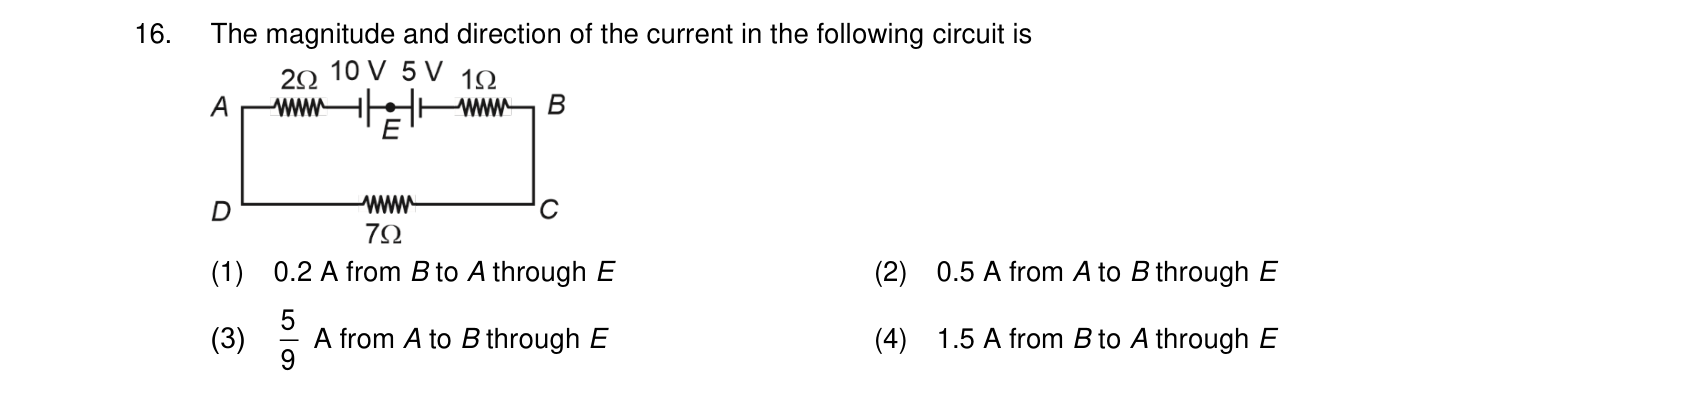 16. The magnitude and direction of the current in the following circuit is
2Ω 10 V 5 V 1Ω
A B
E
D C
7Ω
(1) 0.2 A from B to A through E (2) 0.5 A from A to B through E
(3) 5/9 A from A to B through E (4) 1.5 A from B to A through E